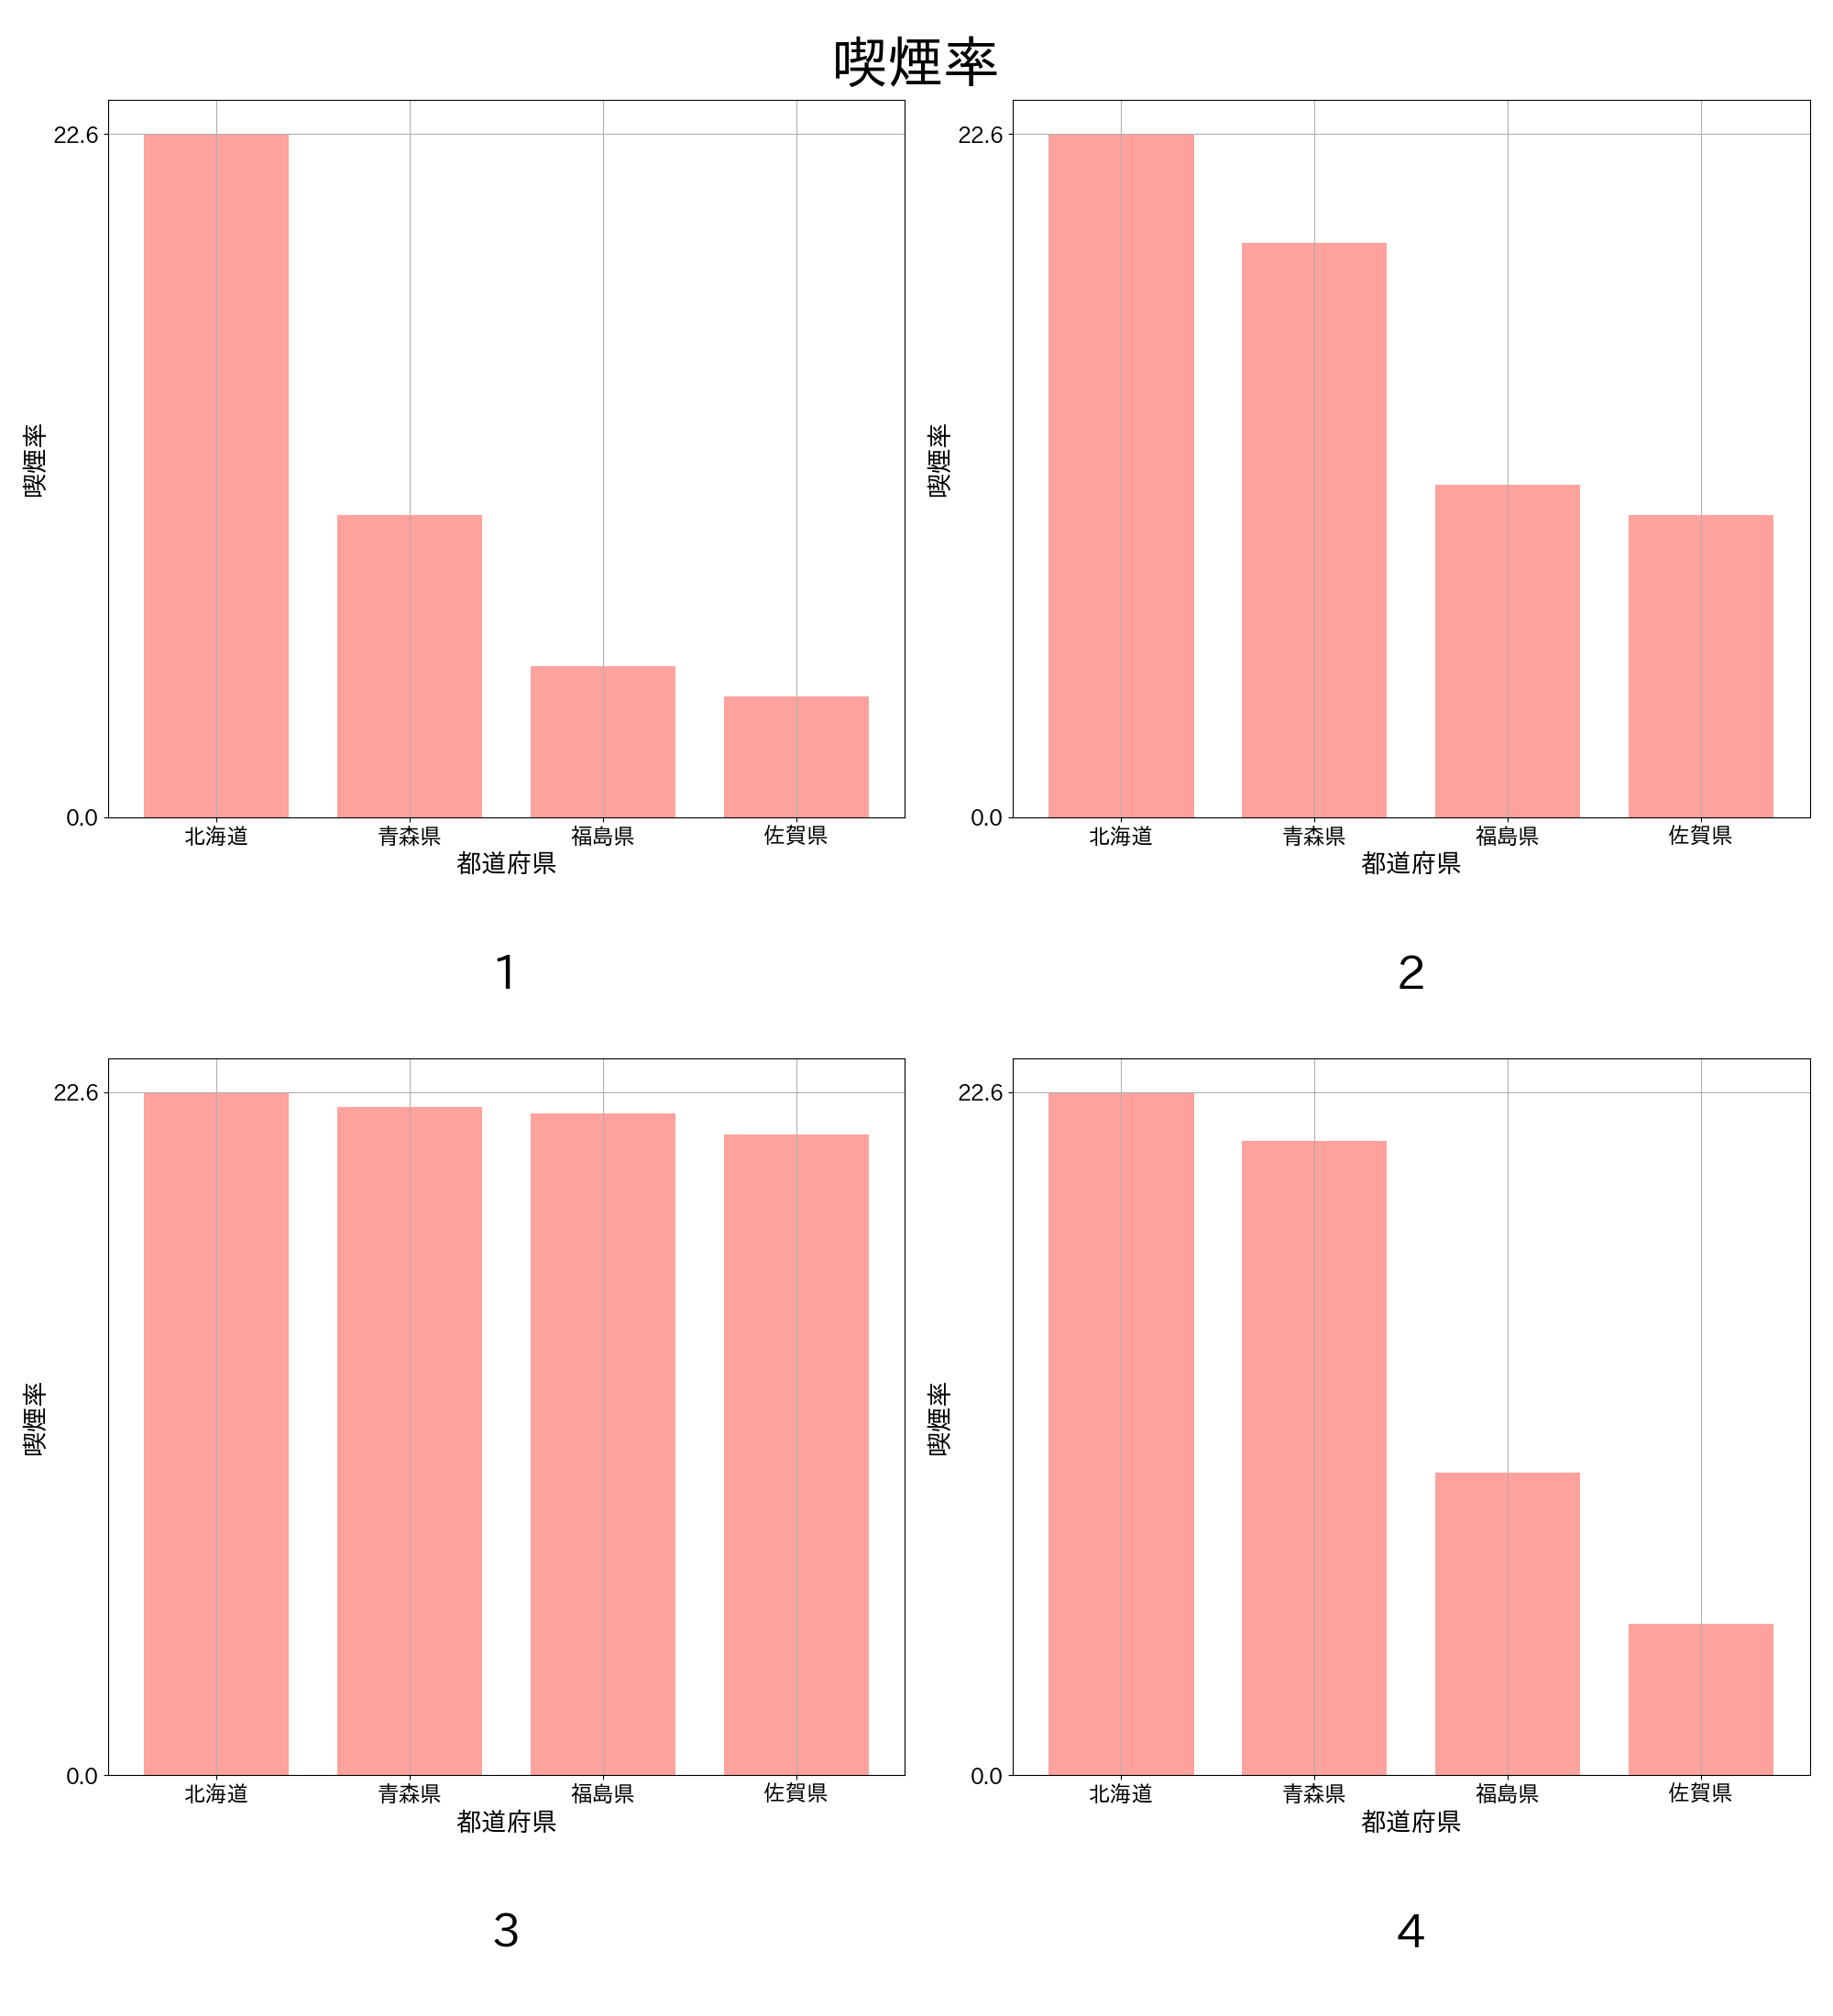 喫煙率
喫煙率
22.6
0.0
北海道 青森県 福島県 佐賀県
都道府県
1
喫煙率
22.6
0.0
北海道 青森県 福島県 佐賀県
都道府県
2
喫煙率
22.6
0.0
北海道 青森県 福島県 佐賀県
都道府県
3
喫煙率
22.6
0.0
北海道 青森県 福島県 佐賀県
都道府県
4